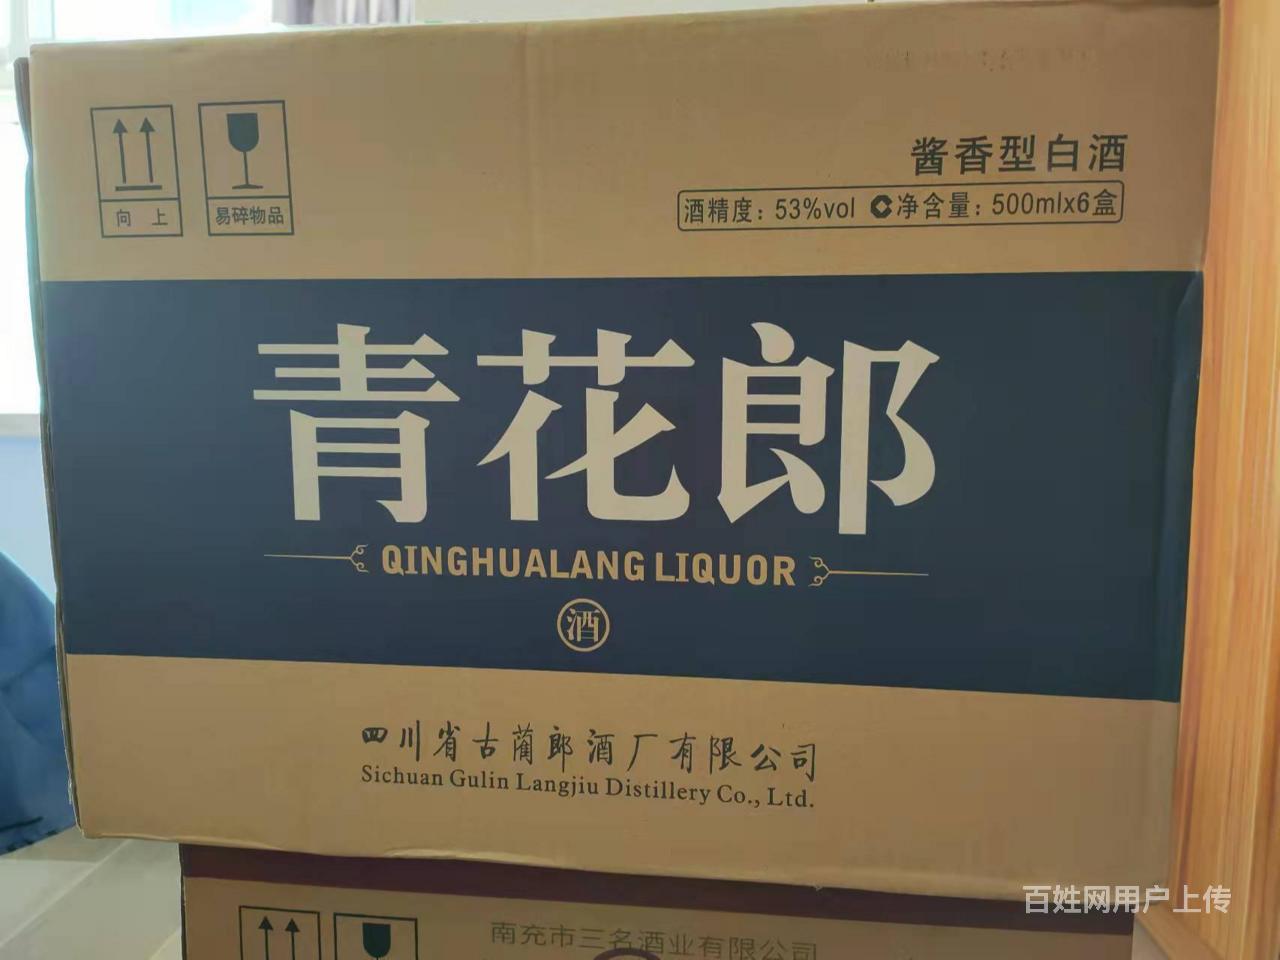 向 上
易碎物品
酱香型白酒
酒精度：53%vol C净含量：500mlx6盒
青花郎
QINGHUALANG LIQUOR
酒
四川省古蔺郎酒厂有限公司
Sichuan Gulin Langjiu Distillery Co., Ltd.
百姓网用户上传
南充市三名酒业有限公司